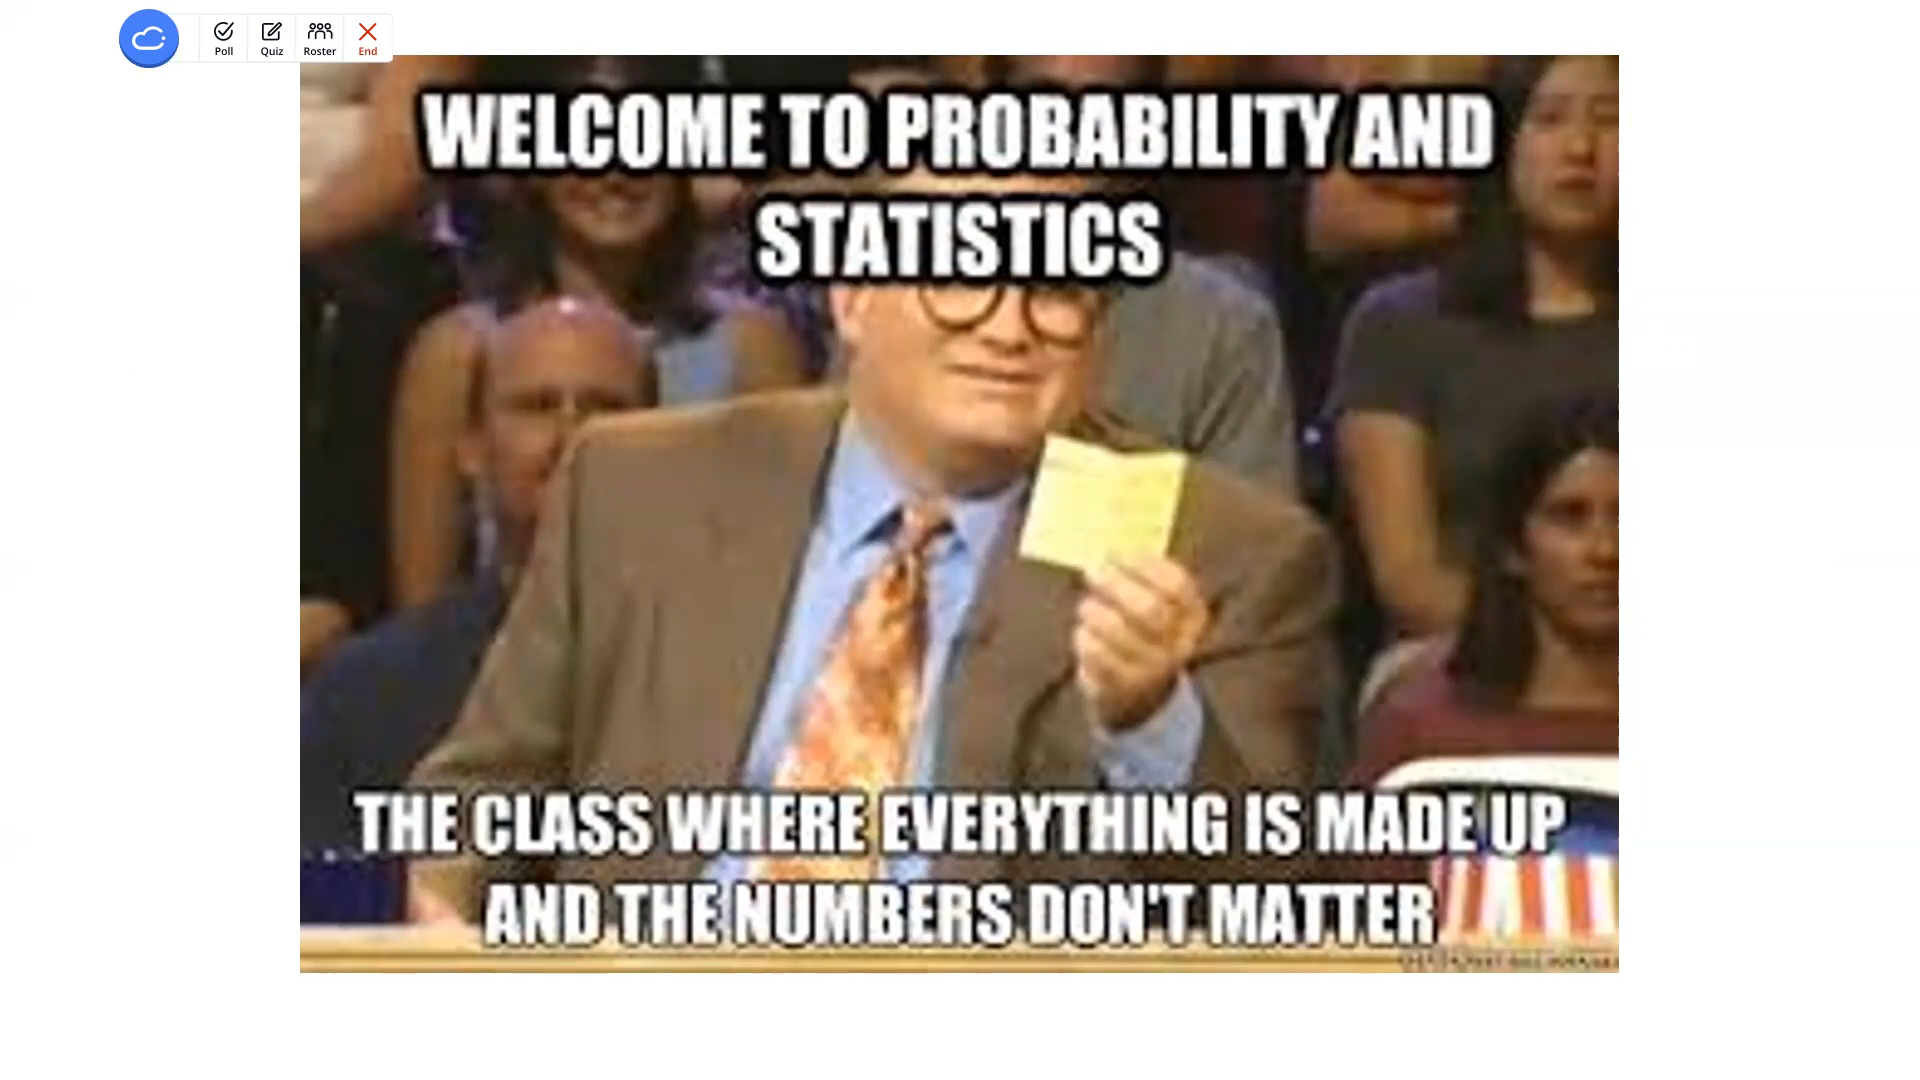 Poll
Quiz
Roster
End
WELCOME TO PROBABILITY AND
STATISTICS
THE CLASS WHERE EVERYTHING IS MADE UP
AND THE NUMBERS DON'T MATTER